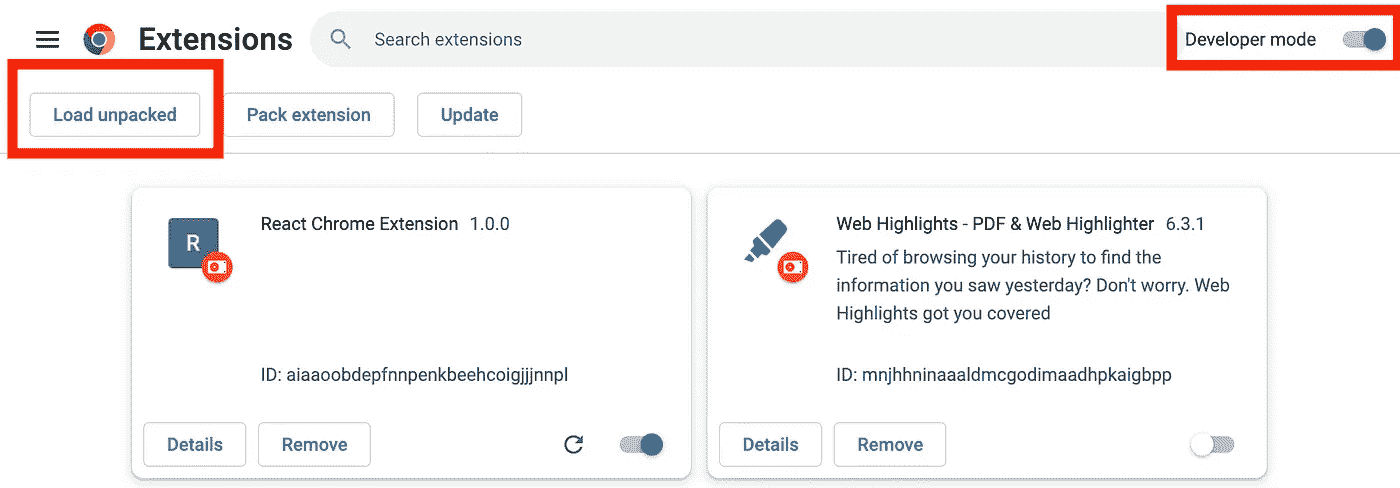 Extensions
Search extensions
Developer mode
Load unpacked
Pack extension
Update
R
React Chrome Extension 1.0.0
ID: aiaaoobdepfnnpenkbeehcoigjjjnnpl
Details
Remove
Web Highlights - PDF & Web Highlighter 6.3.1
Tired of browsing your history to find the
information you saw yesterday? Don't worry. Web
Highlights got you covered
ID: mnjhhninaaaldmcgodimaadhpkaigbpp
Details
Remove